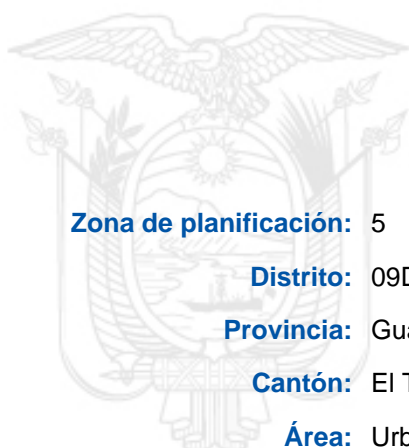 Zona de planificación: 5
Distrito: 09D
Provincia: Gua
Cantón: El T
Área: Urb